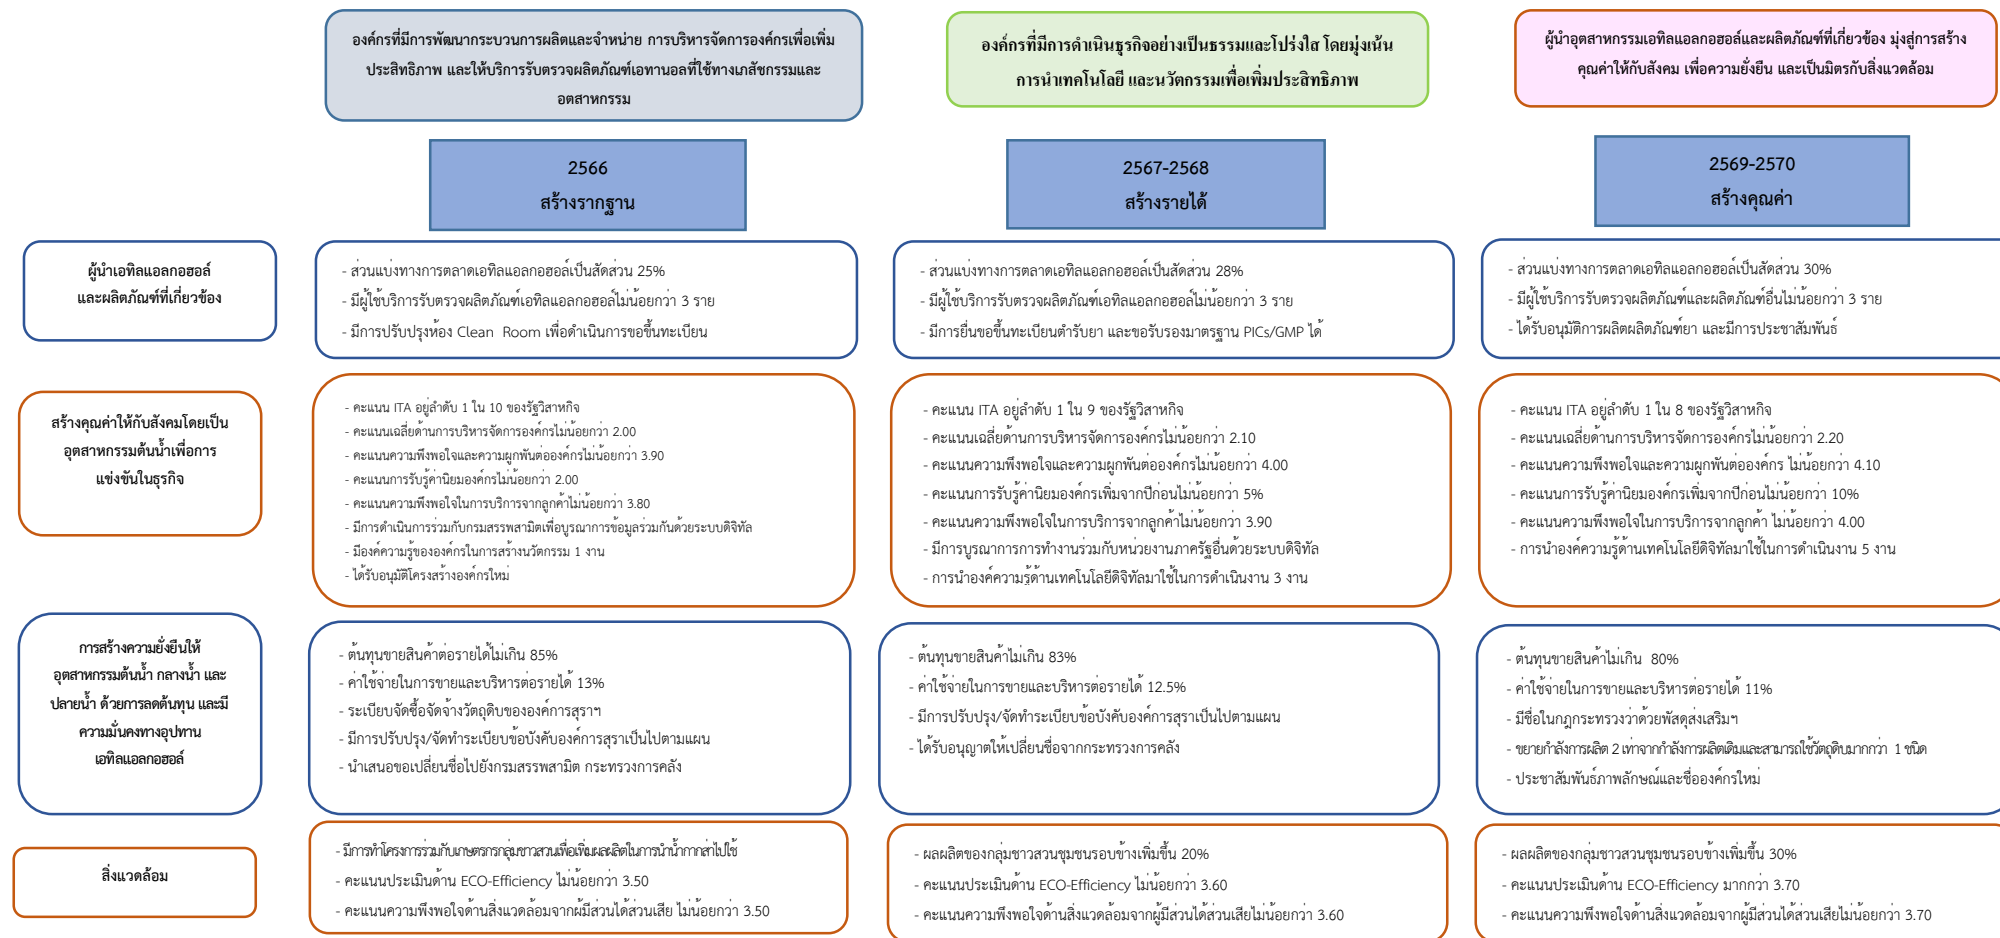 องค์กรที่มีการพัฒนากระบวนการผลิตและจำหน่าย การบริหารจัดการองค์กรเพื่อเพิ่ม
ประสิทธิภาพ และให้บริการรับตรวจผลิตภัณฑ์เอทานอลที่ใช้ทางเภสัชกรรมและ
อตสาหกรรม
องค์กรที่มีการดำเนินธุรกิจอย่างเป็นธรรมและโปร่งใส โดยมุ่งเน้น
การนำเทคโนโลยี และนวัตกรรมเพื่อเพิ่มประสิทธิภาพ
ผู้นำอุตสาหกรรมเอทิลแอลกอฮอล์และผลิตภัณฑ์ที่เกี่ยวข้อง มุ่งสู่การสร้าง
คุณค่าให้กับสังคม เพื่อความยั่งยืน และเป็นมิตรกับสิ่งแวดล้อม
2566
สร้างรากฐาน
2567-2568
สร้างรายได้
2569-2570
สร้างคุณค่า
ผู้นำเอทิลแอลกอฮอล์
และผลิตภัณฑ์ที่เกี่ยวข้อง
- ส่วนแบ่งทางการตลาดเอทิลแอลกอฮอล์เป็นสัดส่วน 25%
- มีผู้ใช้บริการรับตรวจผลิตภัณฑ์เอทิลแอลกอฮอล์ไม่น้อยกว่า 3 ราย
- มีการปรับปรุงห้อง Clean Room เพื่อดำเนินการขอขึ้นทะเบียน
- ส่วนแบ่งทางการตลาดเอทิลแอลกอฮอล์เป็นสัดส่วน 28%
- มีผู้ใช้บริการรับตรวจผลิตภัณฑ์เอทิลแอลกอฮอล์ไม่น้อยกว่า 3 ราย
- มีการยื่นขอขึ้นทะเบียนตำรับยา และขอรับรองมาตรฐาน PICs/GMP ได้
- ส่วนแบ่งทางการตลาดเอทิลแอลกอฮอล์เป็นสัดส่วน 30%
- มีผู้ใช้บริการรับตรวจผลิตภัณฑ์และผลิตภัณฑ์อื่นไม่น้อยกว่า 3 ราย
- ได้รับอนุมัติการผลิตผลิตภัณฑ์ยา และมีการประชาสัมพันธ์
สร้างคุณค่าให้กับสังคมโดยเป็น
อุตสาหกรรมต้นน้ำเพื่อการ
แข่งขันในธุรกิจ
- คะแนน ITA อยู่ลำดับ 1 ใน 10 ของรัฐวิสาหกิจ
- คะแนนเฉลี่ยด้านการบริหารจัดการองค์กรไม่น้อยกว่า 2.00
- คะแนนความพึงพอใจและความผูกพันต่อองค์กรไม่น้อยกว่า 3.90
- คะแนนการรับรู้ค่านิยมองค์กรไม่น้อยกว่า 2.00
- คะแนนความพึงพอใจในการบริการจากลูกค้าไม่น้อยกว่า 3.80
- มีการดำเนินการร่วมกับกรมสรรพสามิตเพื่อบูรณาการข้อมูลร่วมกันด้วยระบบดิจิทัล
- มีองค์ความรู้ขององค์กรในการสร้างนวัตกรรม 1 งาน
- ได้รับอนุมัติโครงสร้างองค์กรใหม่
- คะแนน ITA อยู่ลำดับ 1 ใน 9 ของรัฐวิสาหกิจ
- คะแนนเฉลี่ยด้านการบริหารจัดการองค์กรไม่น้อยกว่า 2.10
- คะแนนความพึงพอใจและความผูกพันต่อองค์กรไม่น้อยกว่า 4.00
- คะแนนการรับรู้ค่านิยมองค์กรเพิ่มจากปีก่อนไม่น้อยกว่า 5%
- คะแนนความพึงพอใจในการบริการจากลูกค้าไม่น้อยกว่า 3.90
- มีการบูรณาการการทำงานร่วมกับหน่วยงานภาครัฐอื่นด้วยระบบดิจิทัล
- การนำองค์ความรู้ด้านเทคโนโลยีดิจิทัลมาใช้ในการดำเนินงาน 3 งาน
- คะแนน ITA อยู่ลำดับ 1 ใน 8 ของรัฐวิสาหกิจ
- คะแนนเฉลี่ยด้านการบริหารจัดการองค์กรไม่น้อยกว่า 2.20
- คะแนนความพึงพอใจและความผูกพันต่อองค์กร ไม่น้อยกว่า 4.10
- คะแนนการรับรู้ค่านิยมองค์กรเพิ่มจากปีก่อนไม่น้อยกว่า 10%
- คะแนนความพึงพอใจในการบริการจากลูกค้า ไม่น้อยกว่า 4.00
- การนำองค์ความรู้ด้านเทคโนโลยีดิจิทัลมาใช้ในการดำเนินงาน 5 งาน
การสร้างความยั่งยืนให้
อุตสาหกรรมต้นน้ำ กลางน้ำ และ
ปลายน้ำ ด้วยการลดต้นทุน และมี
ความมั่นคงทางอุปทาน
เอทิลแอลกอฮอล์
- ต้นทุนขายสินค้าต่อรายได้ไม่เกิน 85%
- ค่าใช้จ่ายในการขายและบริหารต่อรายได้ 13%
- ระเบียบจัดซื้อจัดจ้างวัตถุดิบขององค์การสุราฯ
- มีการปรับปรุง/จัดทำระเบียบข้อบังคับองค์การสุราเป็นไปตามแผน
- นำเสนอขอเปลี่ยนชื่อไปยังกรมสรรพสามิต กระทรวงการคลัง
- ต้นทุนขายสินค้าไม่เกิน 83%
- ค่าใช้จ่ายในการขายและบริหารต่อรายได้ 12.5%
- มีการปรับปรุง/จัดทำระเบียบข้อบังคับองค์การสุราเป็นไปตามแผน
- ได้รับอนุญาตให้เปลี่ยนชื่อจากกระทรวงการคลัง
- ต้นทุนขายสินค้าไม่เกิน 80%
- ค่าใช้จ่ายในการขายและบริหารต่อรายได้ 11%
- มีชื่อในกฎกระทรวงว่าด้วยพัสดุส่งเสริมฯ
- ขยายกำลังการผลิต 2 เท่าจากกำลังการผลิตเดิมและสามารถใช้วัตถุดิบมากกว่า 1 ชนิด
- ประชาสัมพันธ์ภาพลักษณ์และชื่อองค์กรใหม่
สิ่งแวดล้อม
- มีการทำโครงการร่วมกับเกษตรกรกลุ่มชาวสวนเพื่อเพิ่มผลผลิตในการนำน้ำกากส่าไปใช้
- คะแนนประเมินด้าน ECO-Efficiency ไม่น้อยกว่า 3.50
- คะแนนความพึงพอใจด้านสิ่งแวดล้อมจากผู้มีส่วนได้ส่วนเสีย ไม่น้อยกว่า 3.50
- ผลผลิตของกลุ่มชาวสวนชุมชนรอบข้างเพิ่มขึ้น 20%
- คะแนนประเมินด้าน ECO-Efficiency ไม่น้อยกว่า 3.60
- คะแนนความพึงพอใจด้านสิ่งแวดล้อมจากผู้มีส่วนได้ส่วนเสียไม่น้อยกว่า 3.60
- ผลผลิตของกลุ่มชาวสวนชุมชนรอบข้างเพิ่มขึ้น 30%
- คะแนนประเมินด้าน ECO-Efficiency มากกว่า 3.70
- คะแนนความพึงพอใจด้านสิ่งแวดล้อมจากผู้มีส่วนได้ส่วนเสียไม่น้อยกว่า 3.70